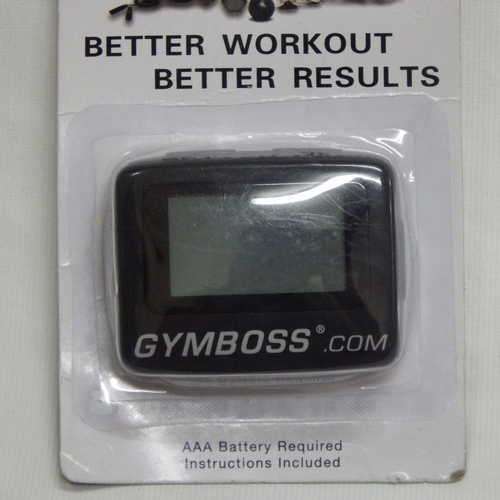 BETTER WORKOUT
BETTER RESULTS
GYMBOSS®.COM
AAA Battery Required
Instructions Included